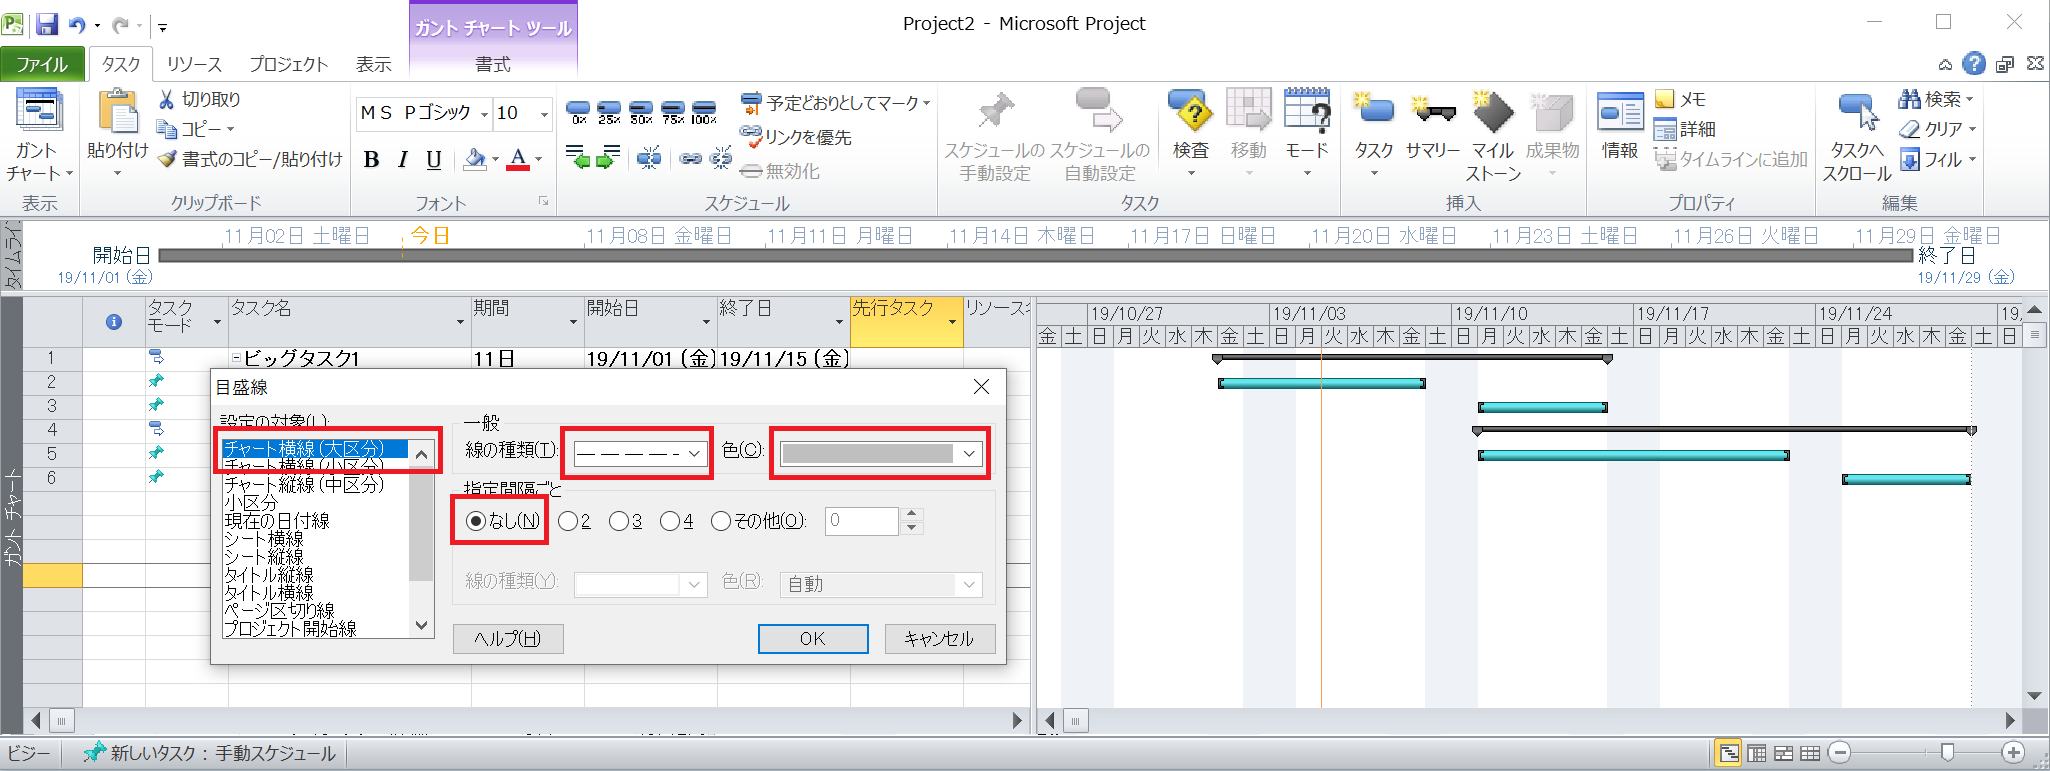 Project2 - Microsoft Project
ガント チャート ツール
ファイル タスク リソース プロジェクト 表示 書式
ガント チャート
表示
貼り付け
切り取り
コピー
書式のコピー/貼り付け
クリップボード
ＭＳ Ｐゴシック 10
B I U A
フォント
0x 25x 50x 75x 100x
予定どおりとしてマーク
リンクを優先
無効化
スケジュール
スケジュールの 手動設定
スケジュールの 自動設定
検査
移動
モード
タスク
タスク
サマリー
マイル ストーン
成果物
挿入
情報
メモ
詳細
タイムラインに追加
プロパティ
タスクへ スクロール
検索
クリア
フィル
編集
タイムライ
11月02日 土曜日 今日 11月08日 金曜日 11月11日 月曜日 11月14日 木曜日 11月17日 日曜日 11月20日 水曜日 11月23日 土曜日 11月26日 火曜日 11月29日 金曜日
開始日
19/11/01 (金)
終了日
19/11/29 (金)
タスク モード タスク名 期間 開始日 終了日 先行タスク リソース
19/10/27 19/11/03 19/11/10 19/11/17 19/11/24 19,
金 土 日 月 火 水 木 金 土 日 月 火 水 木 金 土 日 月 火 水 木 金 土 日 月 火 水 木 金 土 日 月 火 水 木 金 土 日
1 ビッグタスク1 11日 19/11/01 (金) 19/11/15 (金)
2
3
4
5
6
ガント チャート
目盛線
設定の対象(L):
チャート横線 (大区分)
チャート横線 (小区分)
チャート縦線 (中区分)
小区分
現在の日付線
シート横線
シート縦線
タイトル縦線
タイトル横線
ページ区切り線
プロジェクト開始線
一般
線の種類(T): 色(C):
指定間隔ごと
なし(N) 2 3 4 その他(O): 0
線の種類(Y): 色(R): 自動
ヘルプ(H) OK キャンセル
ビジー 新しいタスク : 手動スケジュール